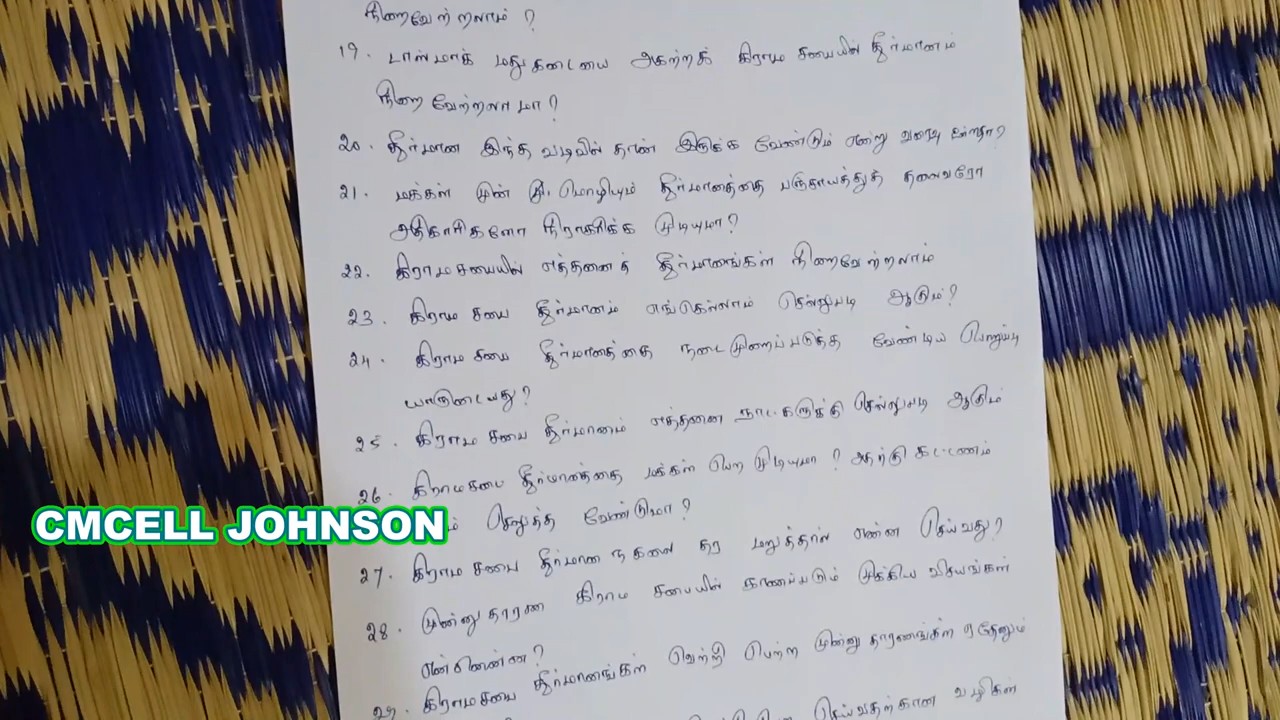 நிறைவேற்றலாம் ?
19. டாஸ்மாக் மதுகடையை அகற்றக் கிராம சபையில் தீர்மானம்
நிறைவேற்றலாமா?
20. தீர்மான இந்த வடிவில் தான் இருக்க வேண்டும் என்று வரைவு உள்ளதா?
21. மக்கள் முன் மொழியும் தீர்மானத்தை பஞ்சாயத்துத் தலைவரோ
அதிகாரிகளோ நிராகரிக்க முடியுமா?
22. கிராம சபையில் எத்தனைத் தீர்மானங்கள் நிறைவேற்றலாம்
23. கிராம சபை தீர்மானம் எங்கெல்லாம் செல்லுபடி ஆகும்?
24. கிராம சபை தீர்மானத்தை நடைமுறைப்படுத்த வேண்டிய பொறுப்பு
யாருடையது?
25. கிராம சபை தீர்மானம் எத்தனை நாட்களுக்கு செல்லுபடி ஆகும்
26. கிராமசபை தீர்மானத்தை மக்கள் பெற முடியுமா? அதற்கு கட்டணம்
செலுத்த வேண்டுமா?
27. கிராம சபை தீர்மான நகலை தர மறுத்தால் என்ன செய்வது?
28. முன்னுதாரண கிராம சபையில் காணப்படும் முக்கிய விசயங்கள்
என்னென்ன?
29. கிராமசபை தீர்மானங்கள் வெற்றி பெற்ற முன்னுதாரணங்கள் ஏதேனும்
செய்வதற்கான வழிகள்
CMCELL JOHNSON